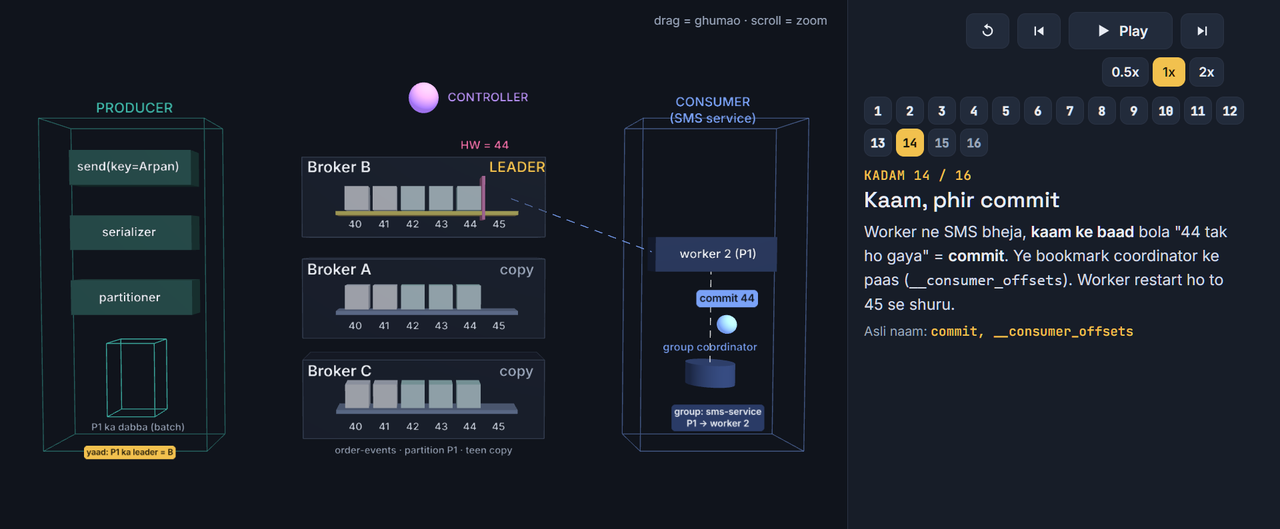 drag = ghumao · scroll = zoom
PRODUCER
send(key=Arpan)
serializer
partitioner
P1 ka dabba (batch)
yaad: P1 ka leader = B
CONTROLLER
HW = 44
Broker B
LEADER
40 41 42 43 44 45
Broker A
copy
40 41 42 43 44 45
Broker C
copy
40 41 42 43 44 45
order-events · partition P1 · teen copy
CONSUMER
(SMS service)
worker 2 (P1)
commit 44
group coordinator
group: sms-service
P1 → worker 2
Play
0.5x 1x 2x
1 2 3 4 5 6 7 8 9 10 11 12
13 14 15 16
KADAM 14 / 16
Kaam, phir commit
Worker ne SMS bheja, kaam ke baad bola "44 tak
ho gaya" = commit. Ye bookmark coordinator ke
paas (__consumer_offsets). Worker restart ho to
45 se shuru.
Asli naam: commit, __consumer_offsets